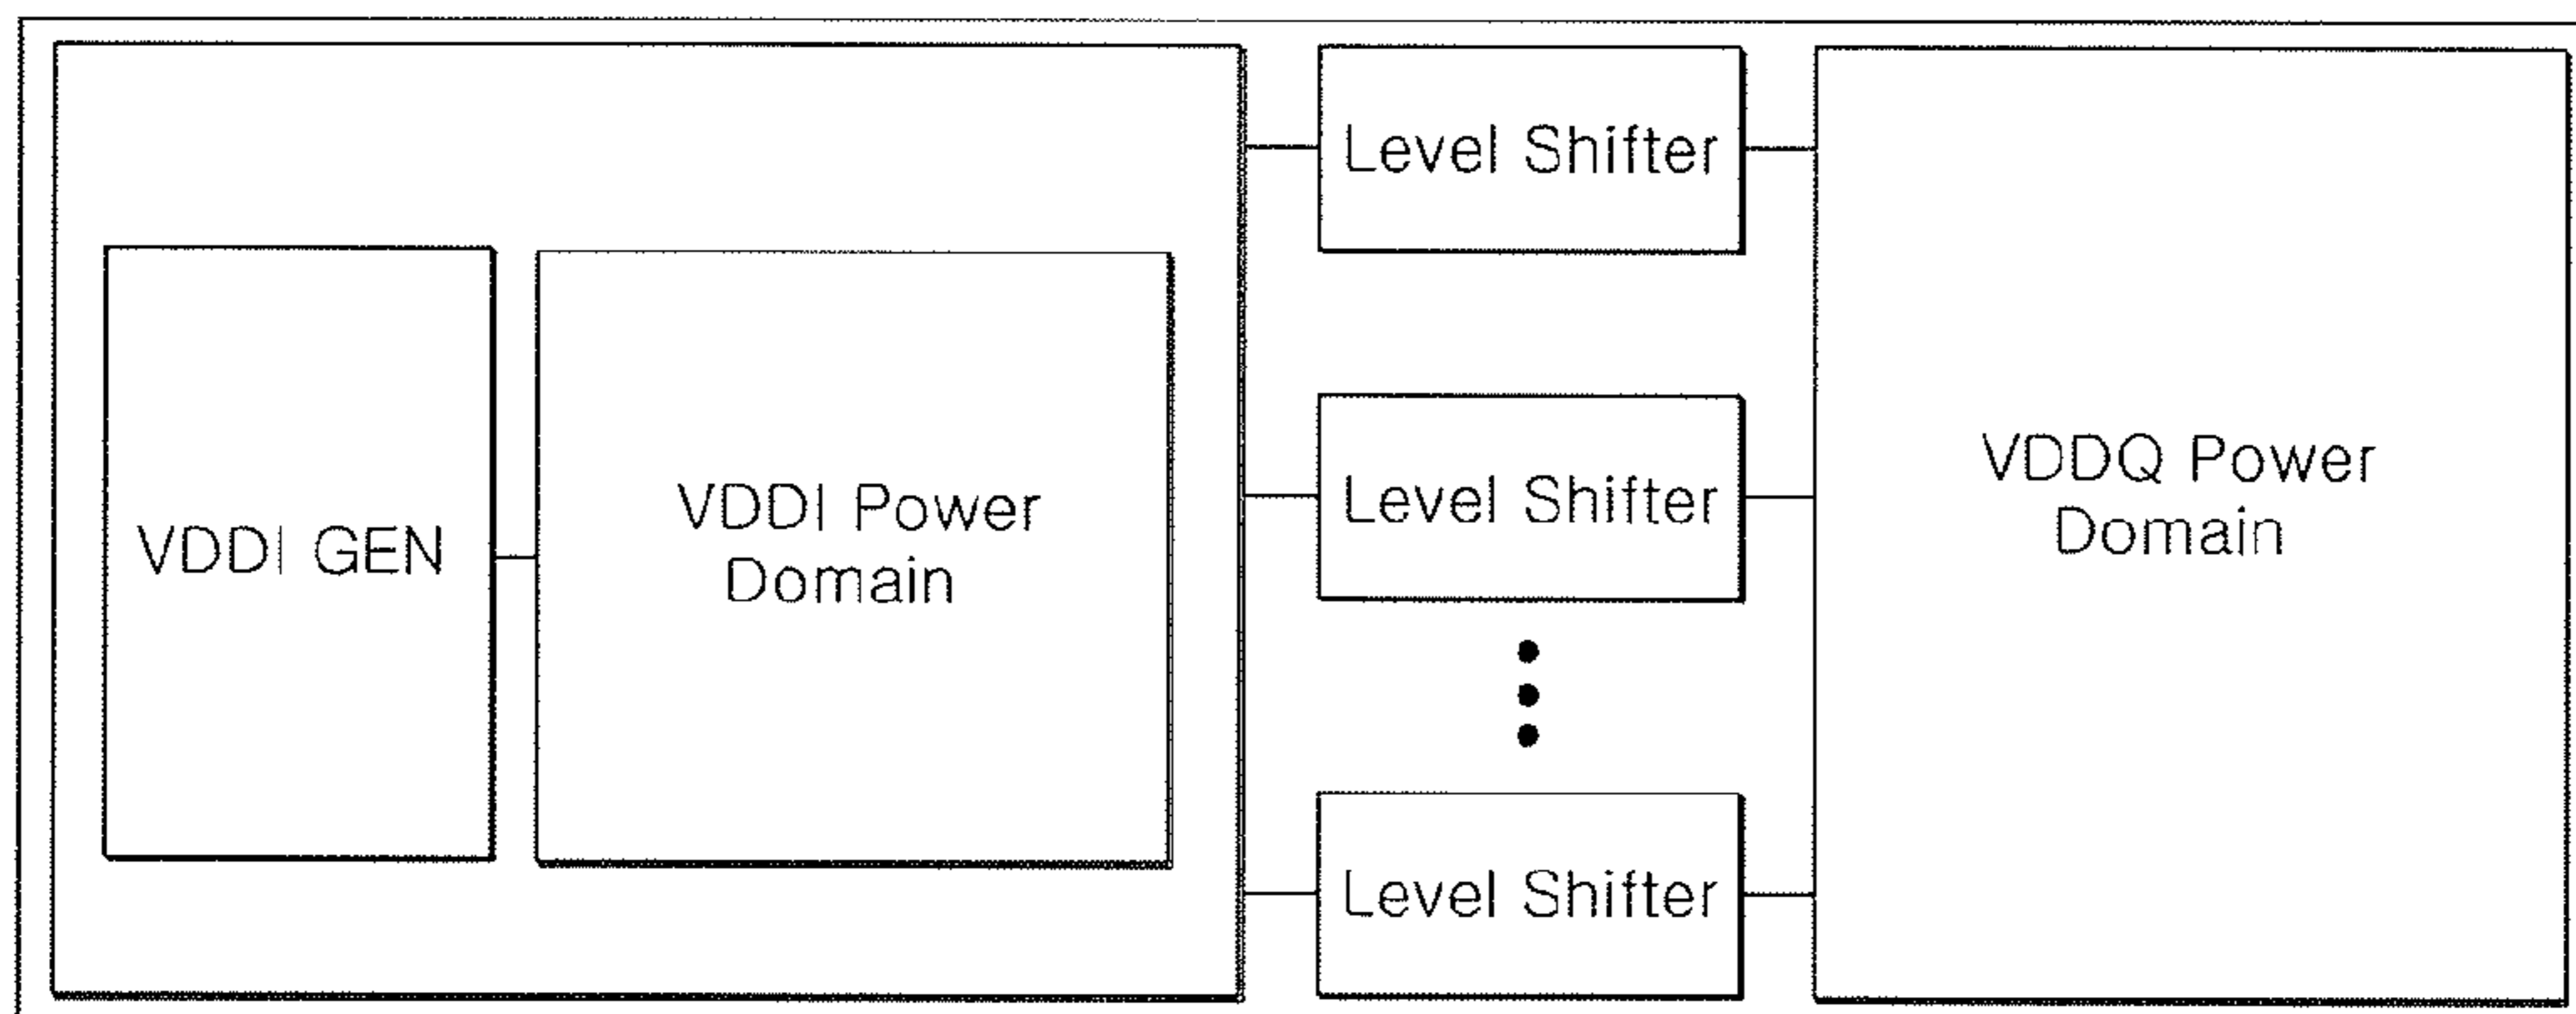 VDDI GEN
VDDI Power
Domain
Level Shifter
Level Shifter
Level Shifter
VDDQ Power
Domain